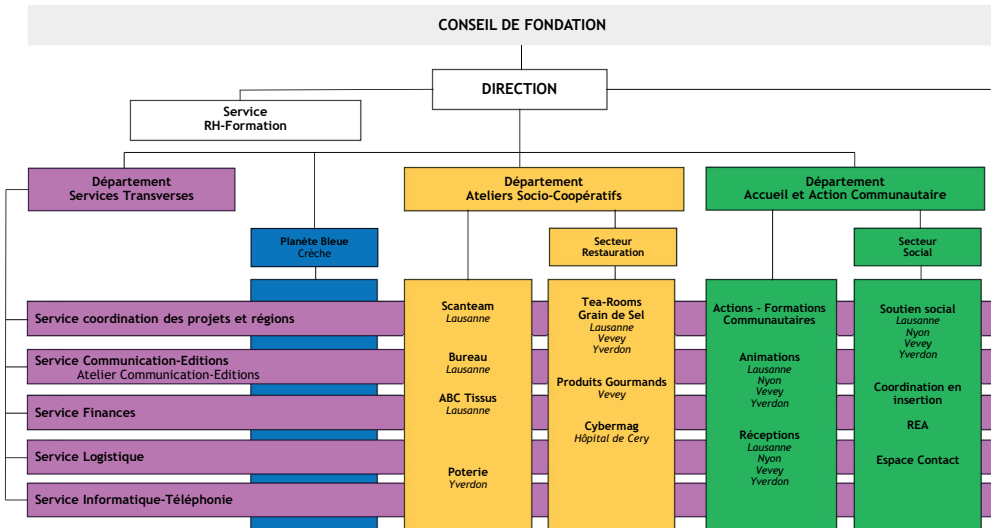 CONSEIL DE FONDATION
DIRECTION
Service
RH-Formation
Département
Services Transverses
Département
Ateliers Socio-Coopératifs
Département
Accueil et Action Communautaire
Planète Bleue
Crèche
Secteur
Restauration
Secteur
Social
Service coordination des projets et régions
Service Communication-Editions
Atelier Communication-Editions
Service Finances
Service Logistique
Service Informatique-Téléphonie
Scanteam
Lausanne
Bureau
Lausanne
ABC Tissus
Lausanne
Poterie
Yverdon
Tea-Rooms
Grain de Sel
Lausanne
Vevey
Yverdon
Produits Gourmands
Vevey
Cybermag
Hôpital de Cery
Actions - Formations
Communautaires
Animations
Lausanne
Nyon
Vevey
Yverdon
Réceptions
Lausanne
Nyon
Vevey
Yverdon
Soutien social
Lausanne
Nyon
Vevey
Yverdon
Coordination en
insertion
REA
Espace Contact